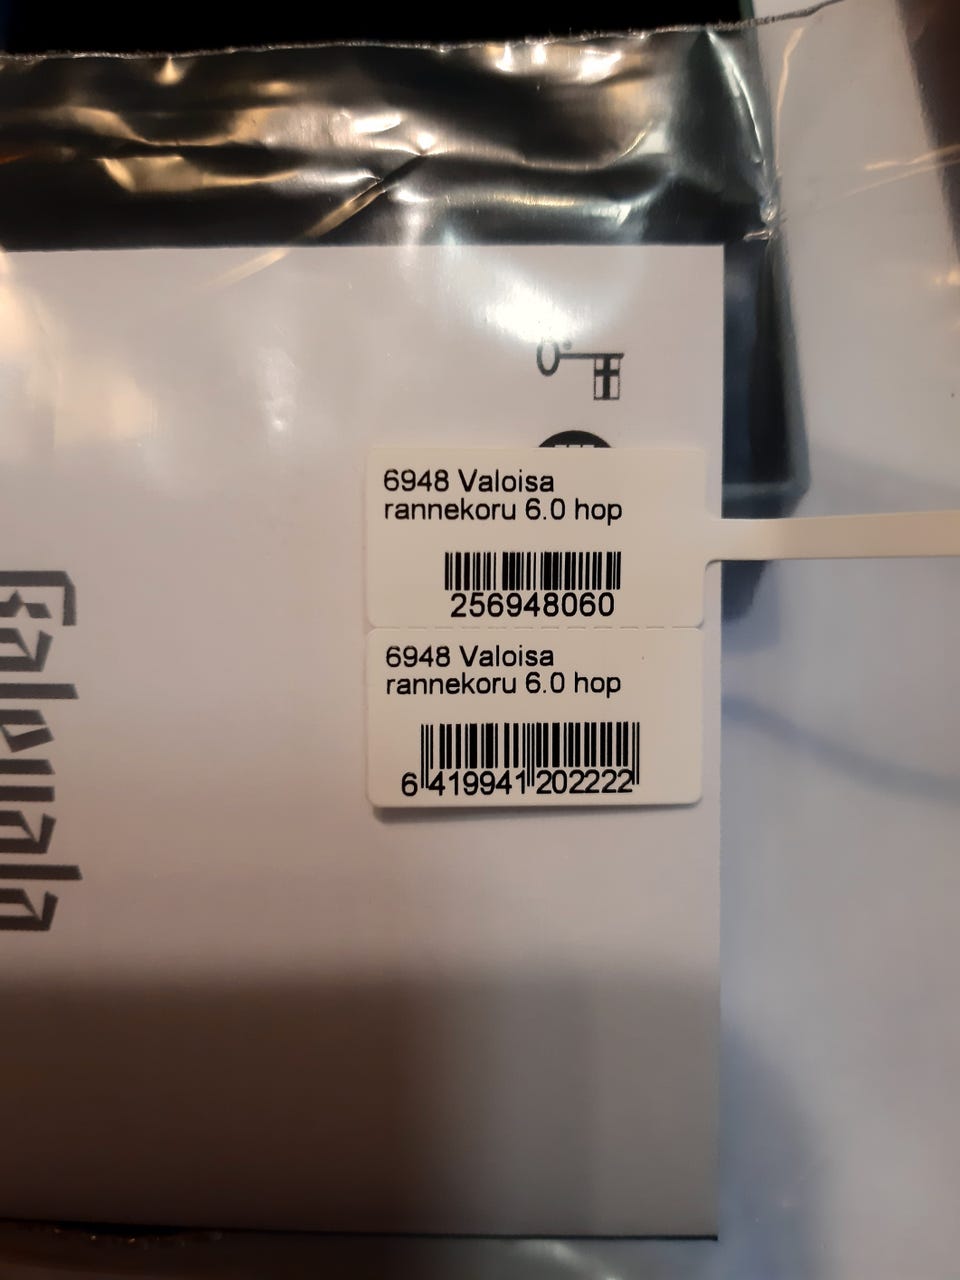 6948 Valoisa
rannekoru 6.0 hop
256948060
6948 Valoisa
rannekoru 6.0 hop
6 419941 202222
Kalevala